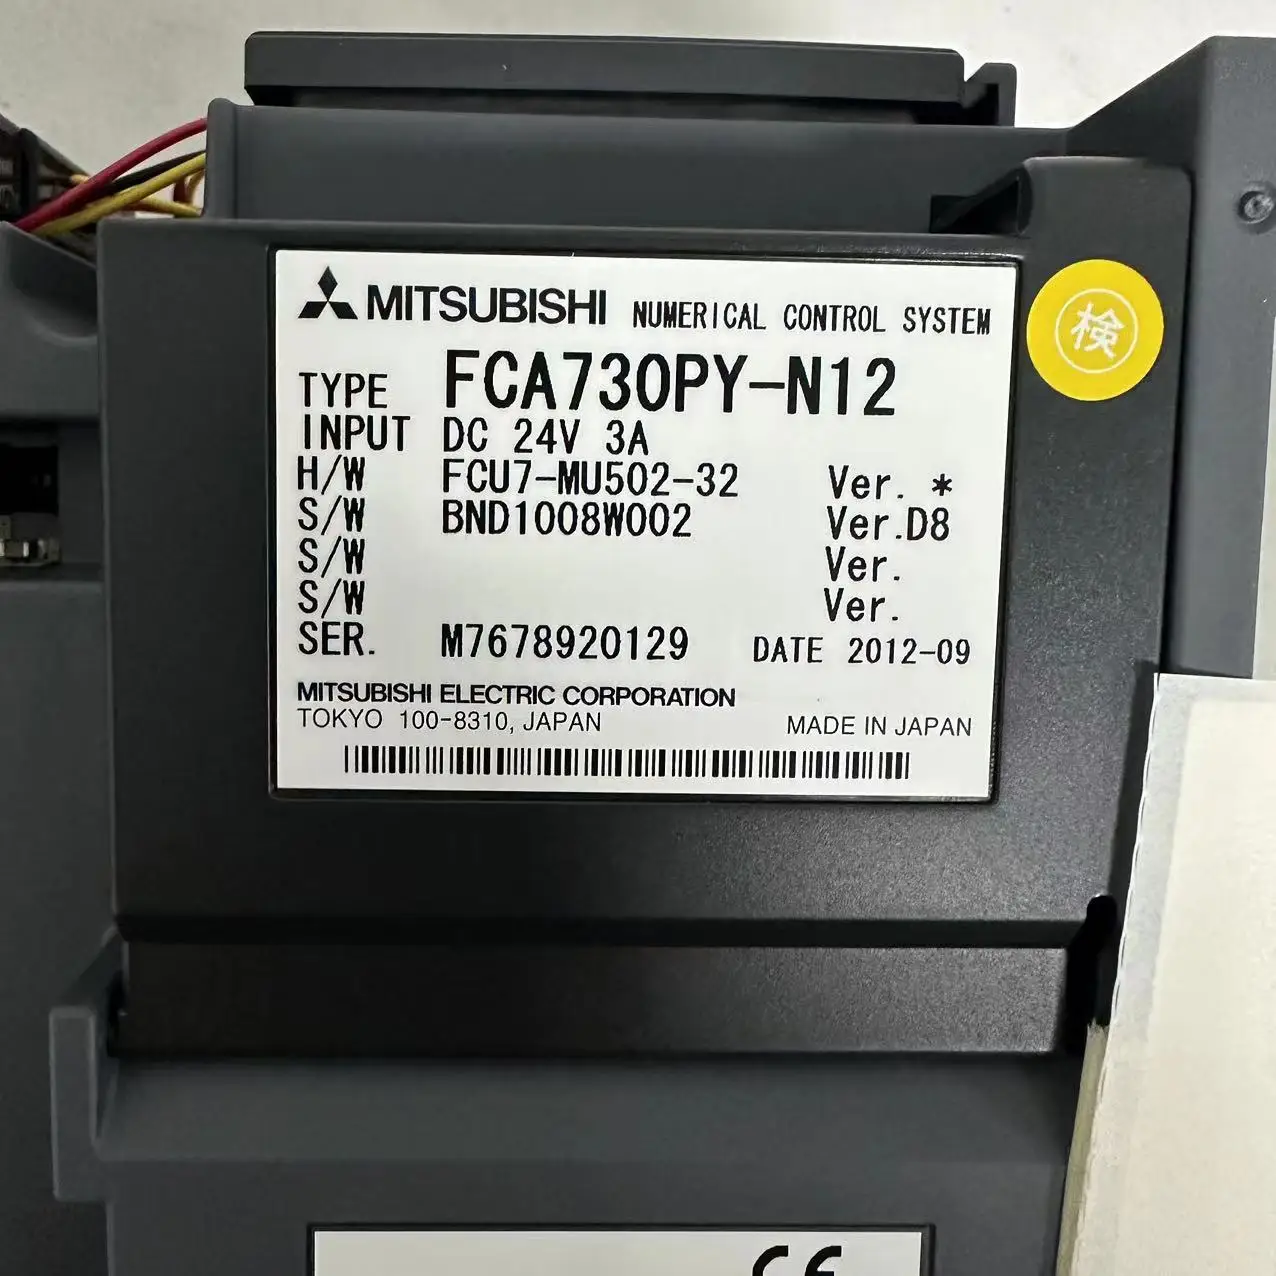 MITSUBISHI NUMERICAL CONTROL SYSTEM
検
TYPE FCA730PY-N12
INPUT DC 24V 3A
H/W FCU7-MU502-32 Ver. *
S/W BND1008W002 Ver.D8
S/W Ver.
S/W Ver.
SER. M7678920129 DATE 2012-09
MITSUBISHI ELECTRIC CORPORATION
TOKYO 100-8310, JAPAN MADE IN JAPAN
CE